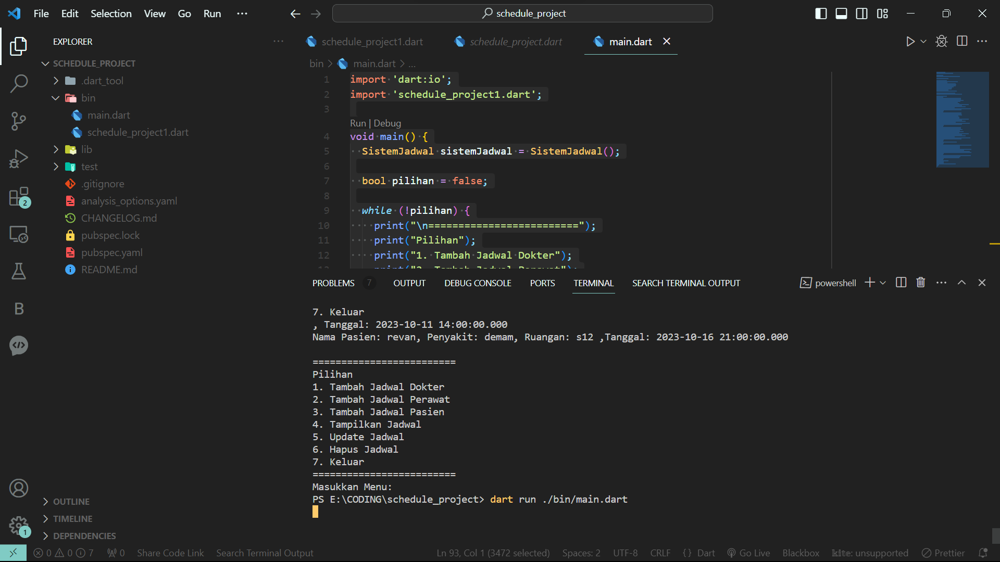 File Edit Selection View Go Run ···
schedule_project
EXPLORER
SCHEDULE_PROJECT
.dart_tool
bin
main.dart
schedule_project1.dart
lib
test
.gitignore
analysis_options.yaml
CHANGELOG.md
pubspec.lock
pubspec.yaml
README.md
2
B
1
OUTLINE
TIMELINE
DEPENDENCIES
schedule_project1.dart schedule_project.dart main.dart
bin > main.dart > ...
1 import 'dart:io';
2 import 'schedule_project1.dart';
3
Run | Debug
4 void main() {
5 SistemJadwal sistemJadwal = SistemJadwal();
6
7 bool pilihan = false;
8
9 while (!pilihan) {
10 print("\n=========================");
11 print("Pilihan");
12 print("1. Tambah Jadwal Dokter");
13 print("2. Tambah Jadwal Perawat");
PROBLEMS 7 OUTPUT DEBUG CONSOLE PORTS TERMINAL SEARCH TERMINAL OUTPUT powershell
7. Keluar
, Tanggal: 2023-10-11 14:00:00.000
Nama Pasien: revan, Penyakit: demam, Ruangan: s12 ,Tanggal: 2023-10-16 21:00:00.000
=========================
Pilihan
1. Tambah Jadwal Dokter
2. Tambah Jadwal Perawat
3. Tambah Jadwal Pasien
4. Tampilkan Jadwal
5. Update Jadwal
6. Hapus Jadwal
7. Keluar
=========================
Masukkan Menu:
PS E:\CODING\schedule_project> dart run ./bin/main.dart
0 0 7 0 Share Code Link Search Terminal Output Ln 93, Col 1 (3472 selected) Spaces: 2 UTF-8 CRLF {} Dart Go Live Blackbox kite: unsupported Prettier